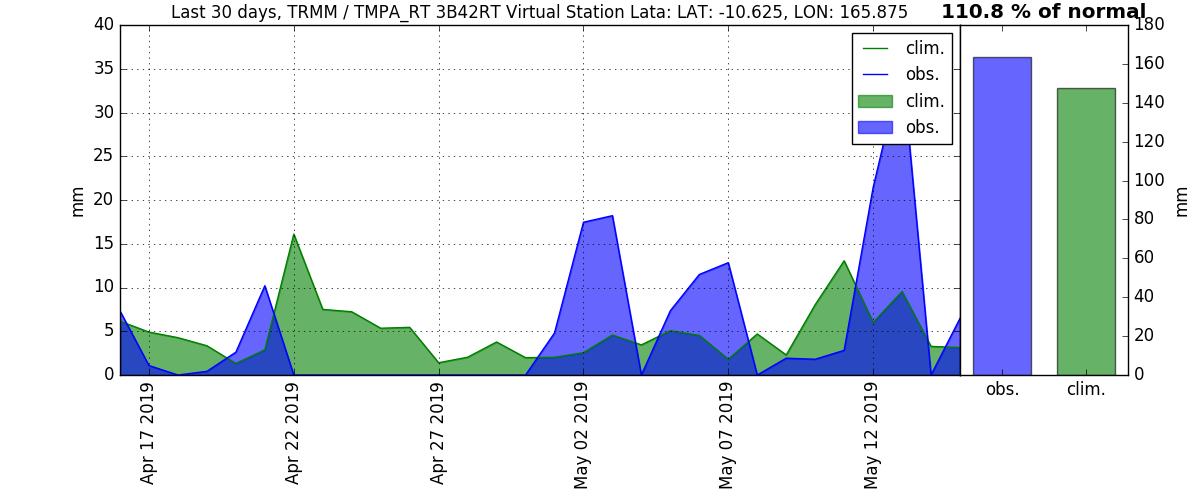 Last 30 days, TRMM / TMPA_RT 3B42RT Virtual Station Lata: LAT: -10.625, LON: 165.875
110.8 % of normal
40
35
30
25
20
15
10
5
0
mm
clim.
obs.
clim.
obs.
180
160
140
120
100
80
60
40
20
0
mm
Apr 17 2019
Apr 22 2019
Apr 27 2019
May 02 2019
May 07 2019
May 12 2019
obs.
clim.